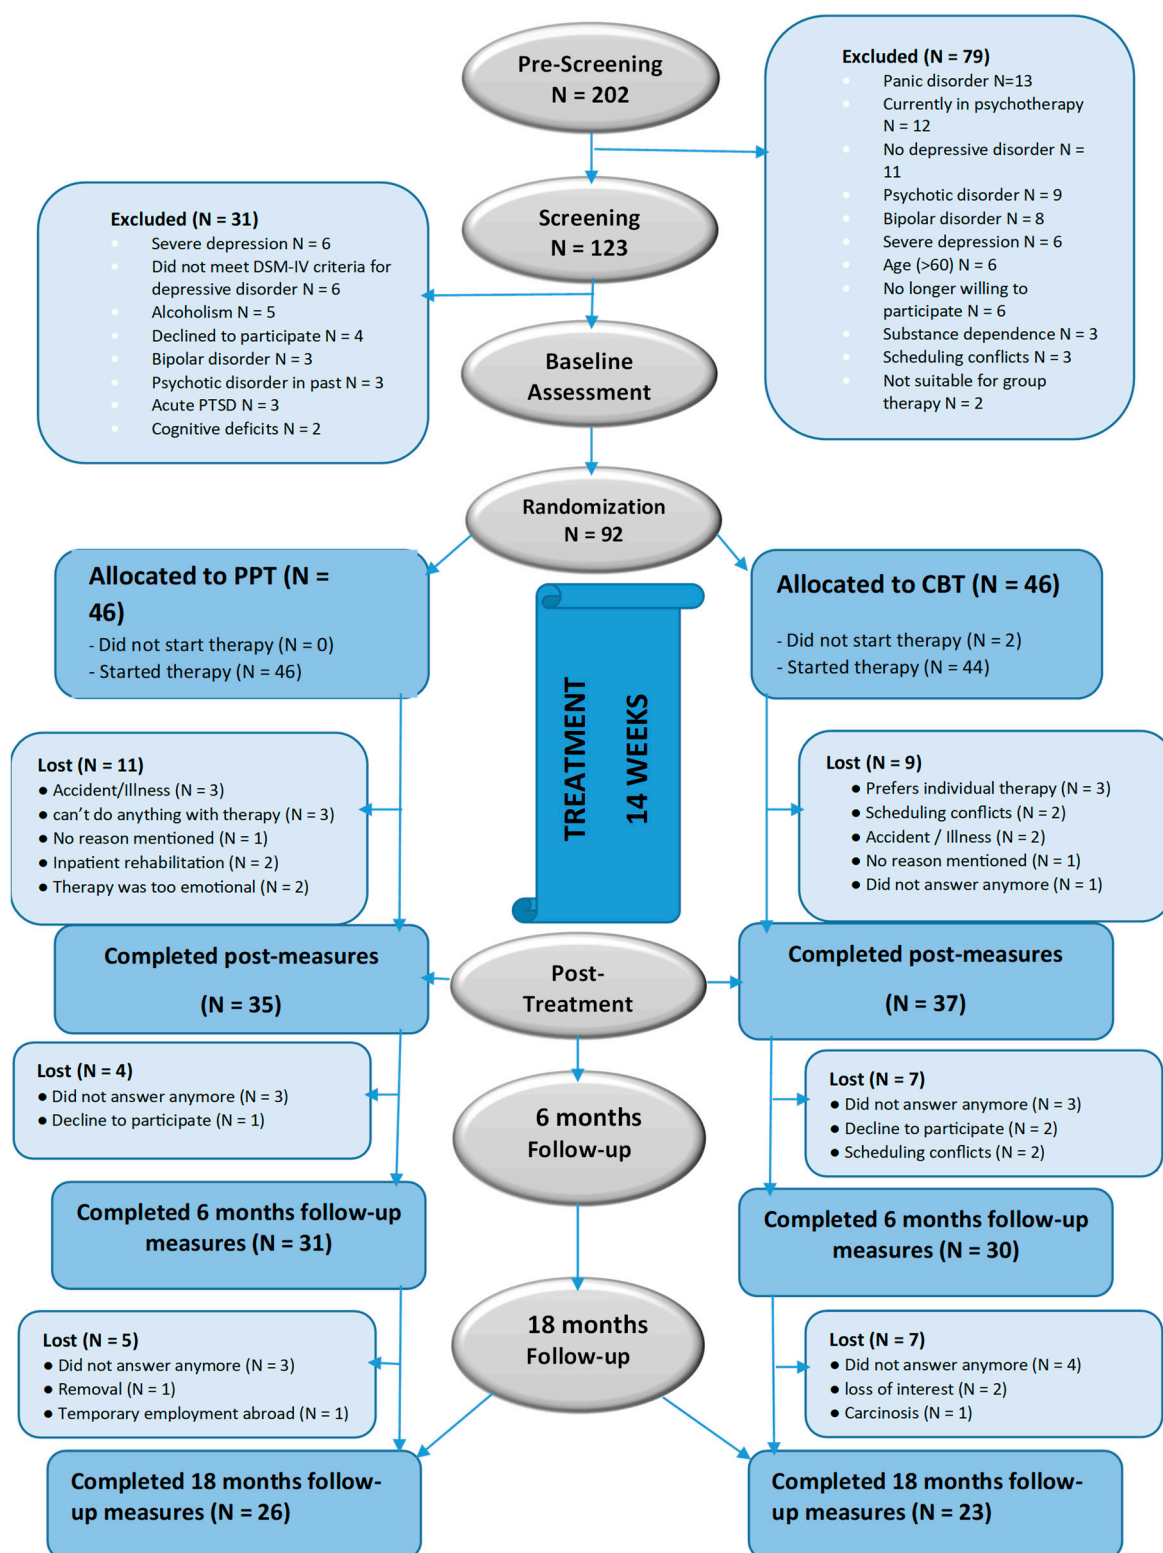 Pre-Screening
N = 202
Excluded (N = 79)
Panic disorder N=13
Currently in psychotherapy
N = 12
No depressive disorder N =
11
Psychotic disorder N = 9
Bipolar disorder N = 8
Severe depression N = 6
Age (>60) N = 6
No longer willing to
participate N = 6
Substance dependence N = 3
Scheduling conflicts N = 3
Not suitable for group
therapy N = 2
Screening
N = 123
Excluded (N = 31)
Severe depression N = 6
Did not meet DSM-IV criteria for
depressive disorder N = 6
Alcoholism N = 5
Declined to participate N = 4
Bipolar disorder N = 3
Psychotic disorder in past N = 3
Acute PTSD N = 3
Cognitive deficits N = 2
Baseline
Assessment
Randomization
N = 92
Allocated to PPT (N =
46)
- Did not start therapy (N = 0)
- Started therapy (N = 46)
Allocated to CBT (N = 46)
- Did not start therapy (N = 2)
- Started therapy (N = 44)
TREATMENT
14 WEEKS
Lost (N = 11)
● Accident/Illness (N = 3)
● can't do anything with therapy (N = 3)
● No reason mentioned (N = 1)
● Inpatient rehabilitation (N = 2)
● Therapy was too emotional (N = 2)
Lost (N = 9)
● Prefers individual therapy (N = 3)
● Scheduling conflicts (N = 2)
● Accident / Illness (N = 2)
● No reason mentioned (N = 1)
● Did not answer anymore (N = 1)
Completed post-measures
(N = 35)
Post-
Treatment
Completed post-measures
(N = 37)
Lost (N = 4)
● Did not answer anymore (N = 3)
● Decline to participate (N = 1)
6 months
Follow-up
Lost (N = 7)
● Did not answer anymore (N = 3)
● Decline to participate (N = 2)
● Scheduling conflicts (N = 2)
Completed 6 months follow-up
measures (N = 31)
Completed 6 months follow-up
measures (N = 30)
18 months
Follow-up
Lost (N = 5)
● Did not answer anymore (N = 3)
● Removal (N = 1)
● Temporary employment abroad (N = 1)
Lost (N = 7)
● Did not answer anymore (N = 4)
● loss of interest (N = 2)
● Carcinosis (N = 1)
Completed 18 months follow-
up measures (N = 26)
Completed 18 months follow-
up measures (N = 23)